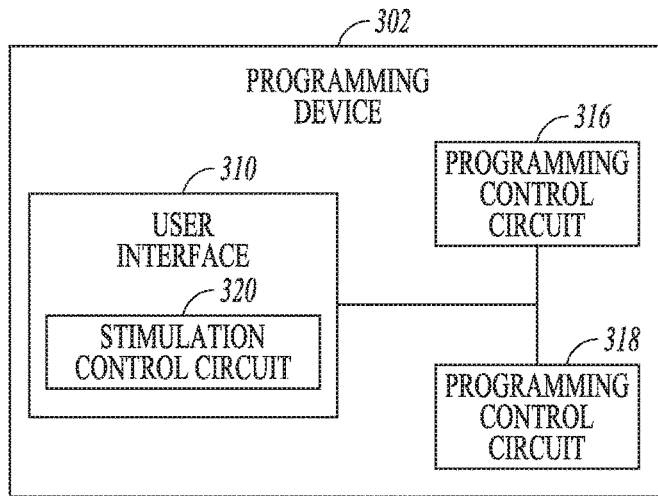 302
PROGRAMMING
DEVICE
316
PROGRAMMING
CONTROL
CIRCUIT
310
USER
INTERFACE
320
STIMULATION
CONTROL CIRCUIT
318
PROGRAMMING
CONTROL
CIRCUIT